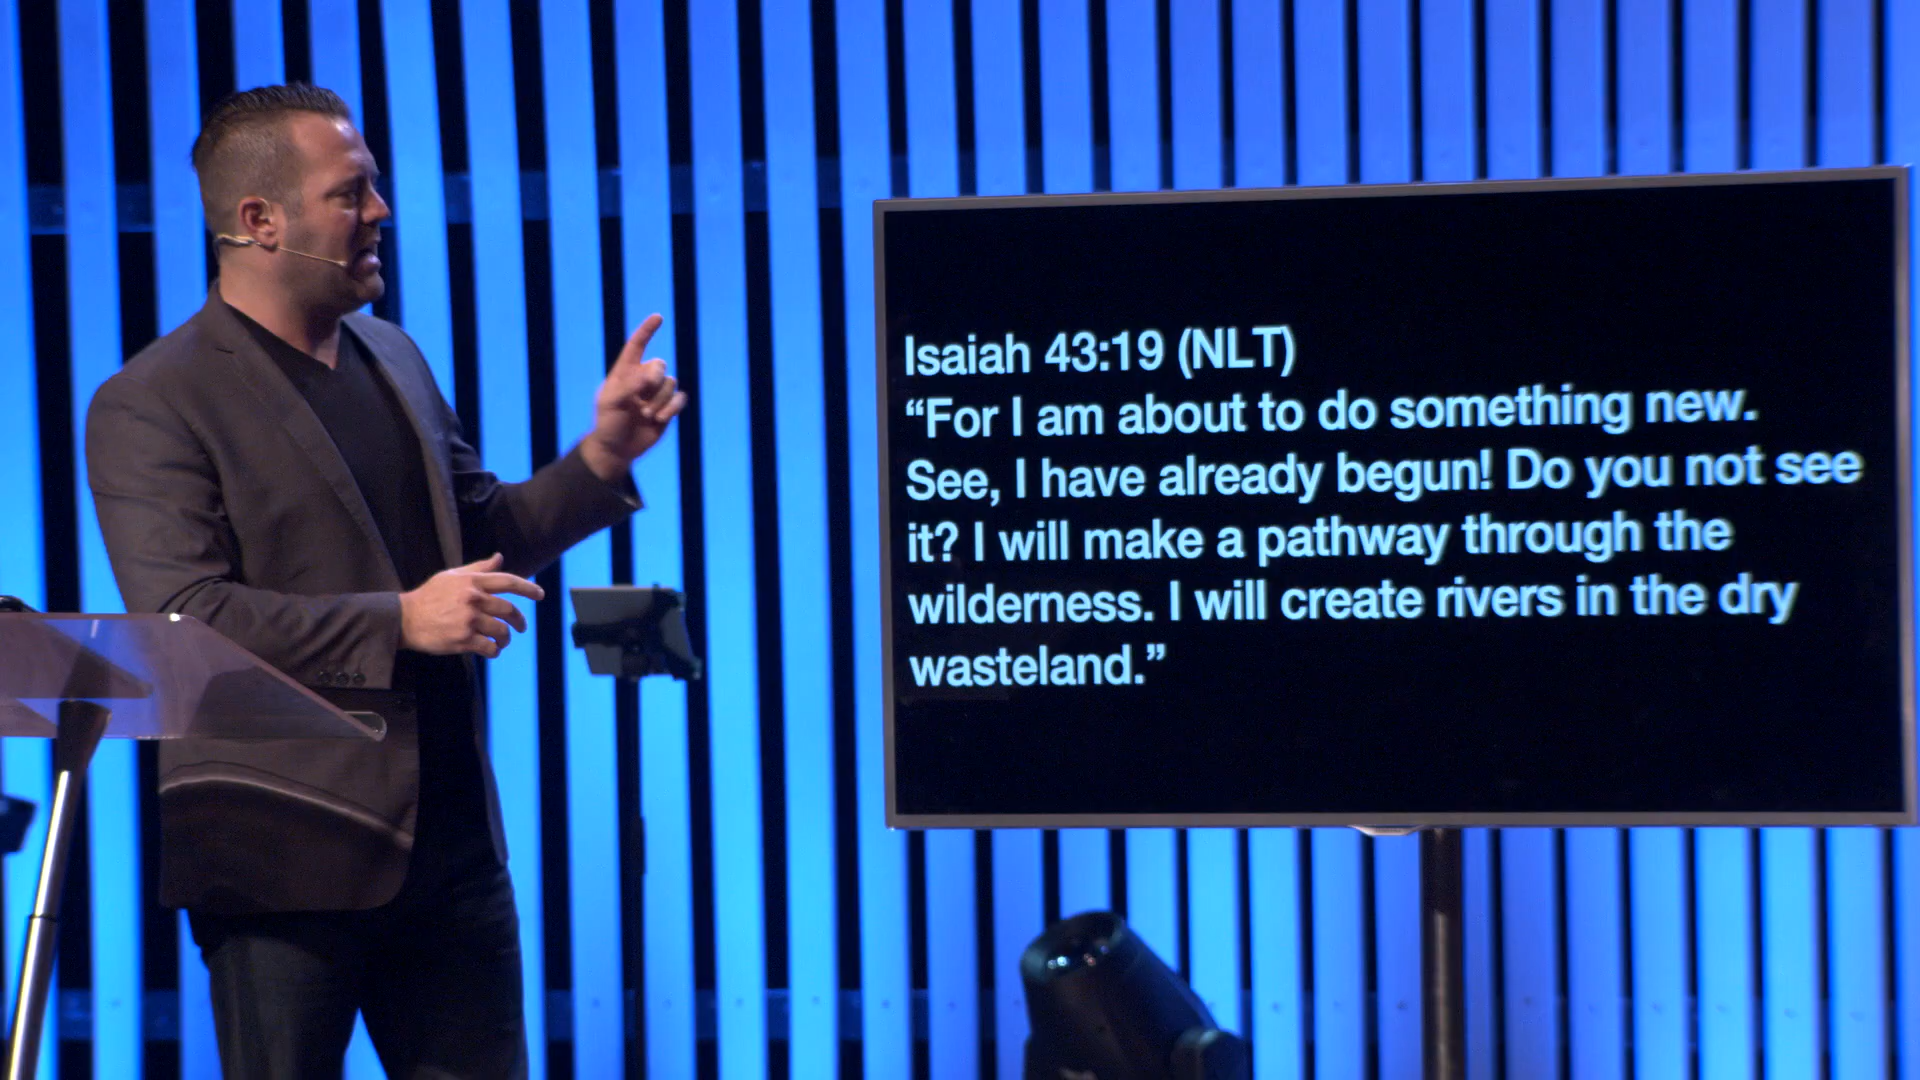 Isaiah 43:19 (NLT)
“For I am about to do something new.
See, I have already begun! Do you not see
it? I will make a pathway through the
wilderness. I will create rivers in the dry
wasteland.”